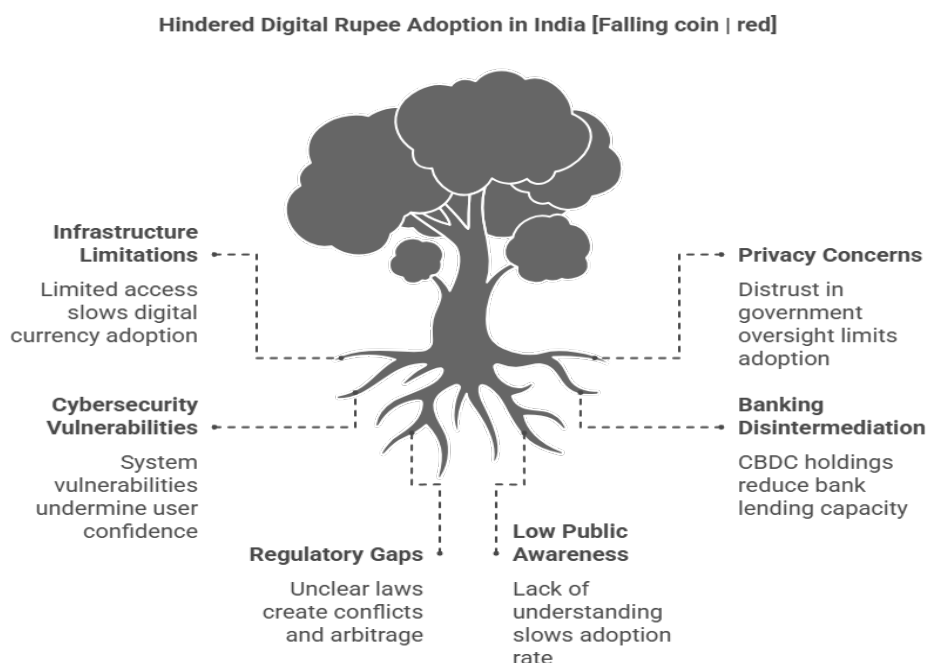 Hindered Digital Rupee Adoption in India [Falling coin | red]
Infrastructure
Limitations
Limited access
slows digital
currency adoption
Privacy Concerns
Distrust in
government
oversight limits
adoption
Cybersecurity
Vulnerabilities
System
vulnerabilities
undermine user
confidence
Banking
Disintermediation
CBDC holdings
reduce bank
lending capacity
Regulatory Gaps
Unclear laws
create conflicts
and arbitrage
Low Public
Awareness
Lack of
understanding
slows adoption
rate